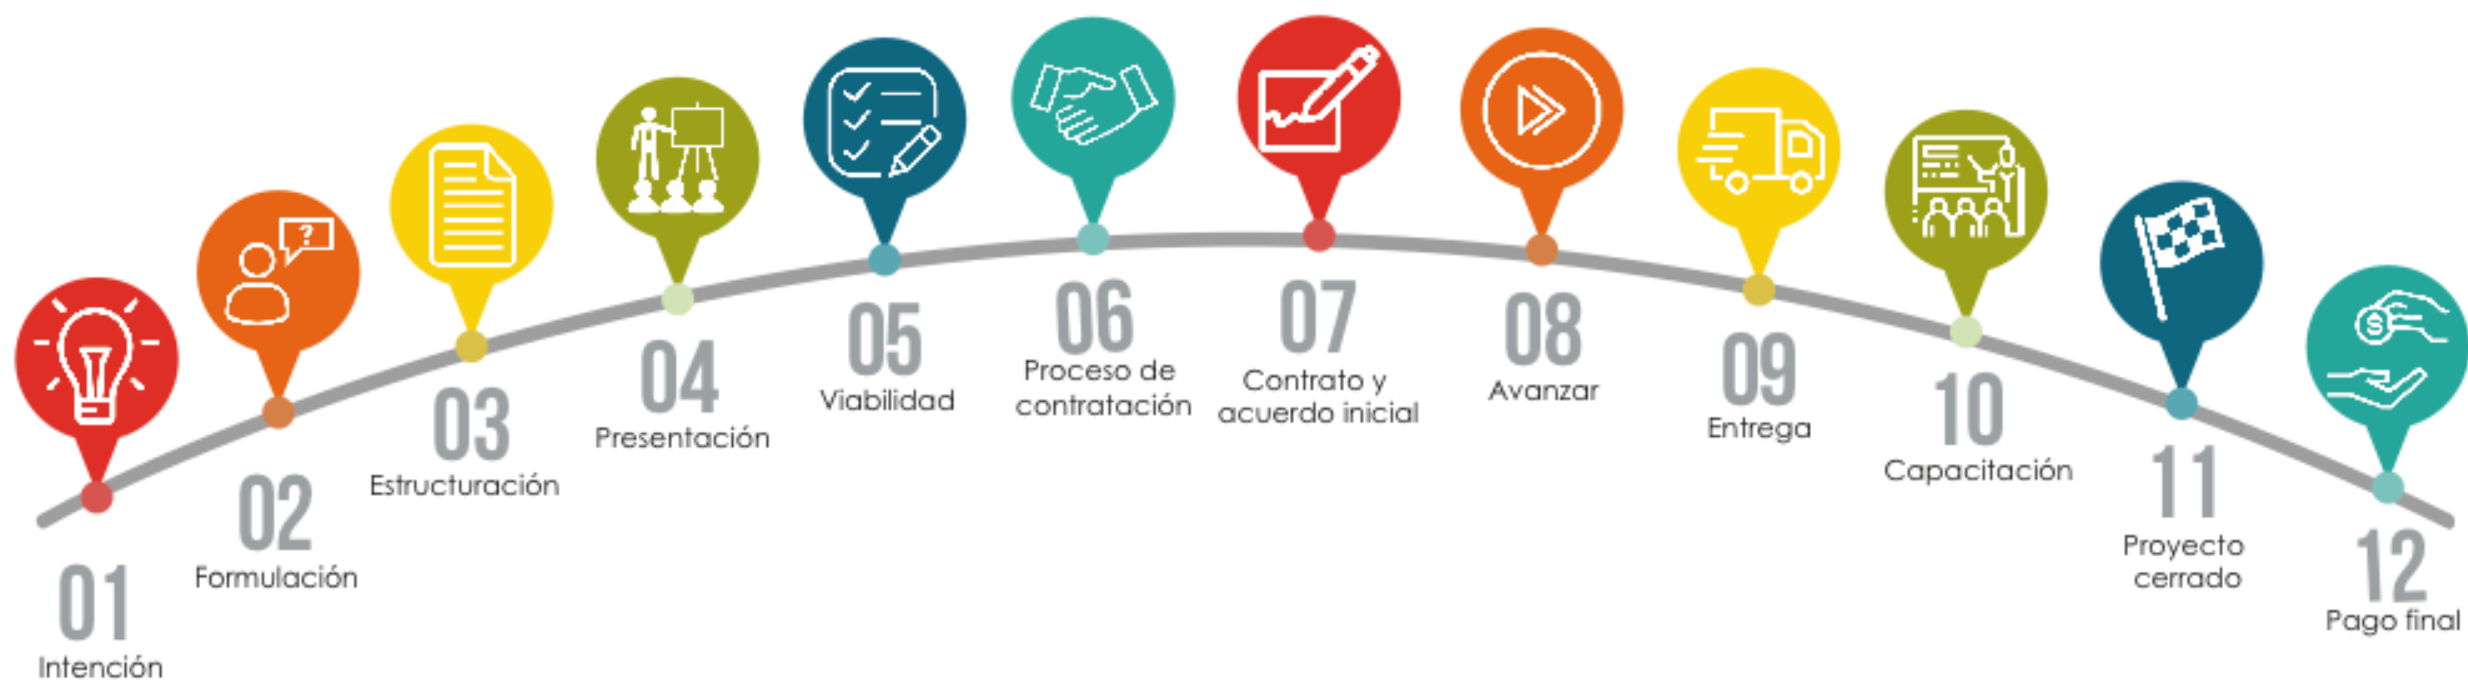 ?
01
Intención
02
Formulación
03
Estructuración
04
Presentación
05
Viabilidad
06
Proceso de
contratación
07
Contrato y
acuerdo inicial
08
Avanzar
09
Entrega
10
Capacitación
11
Proyecto
cerrado
$
12
Pago final